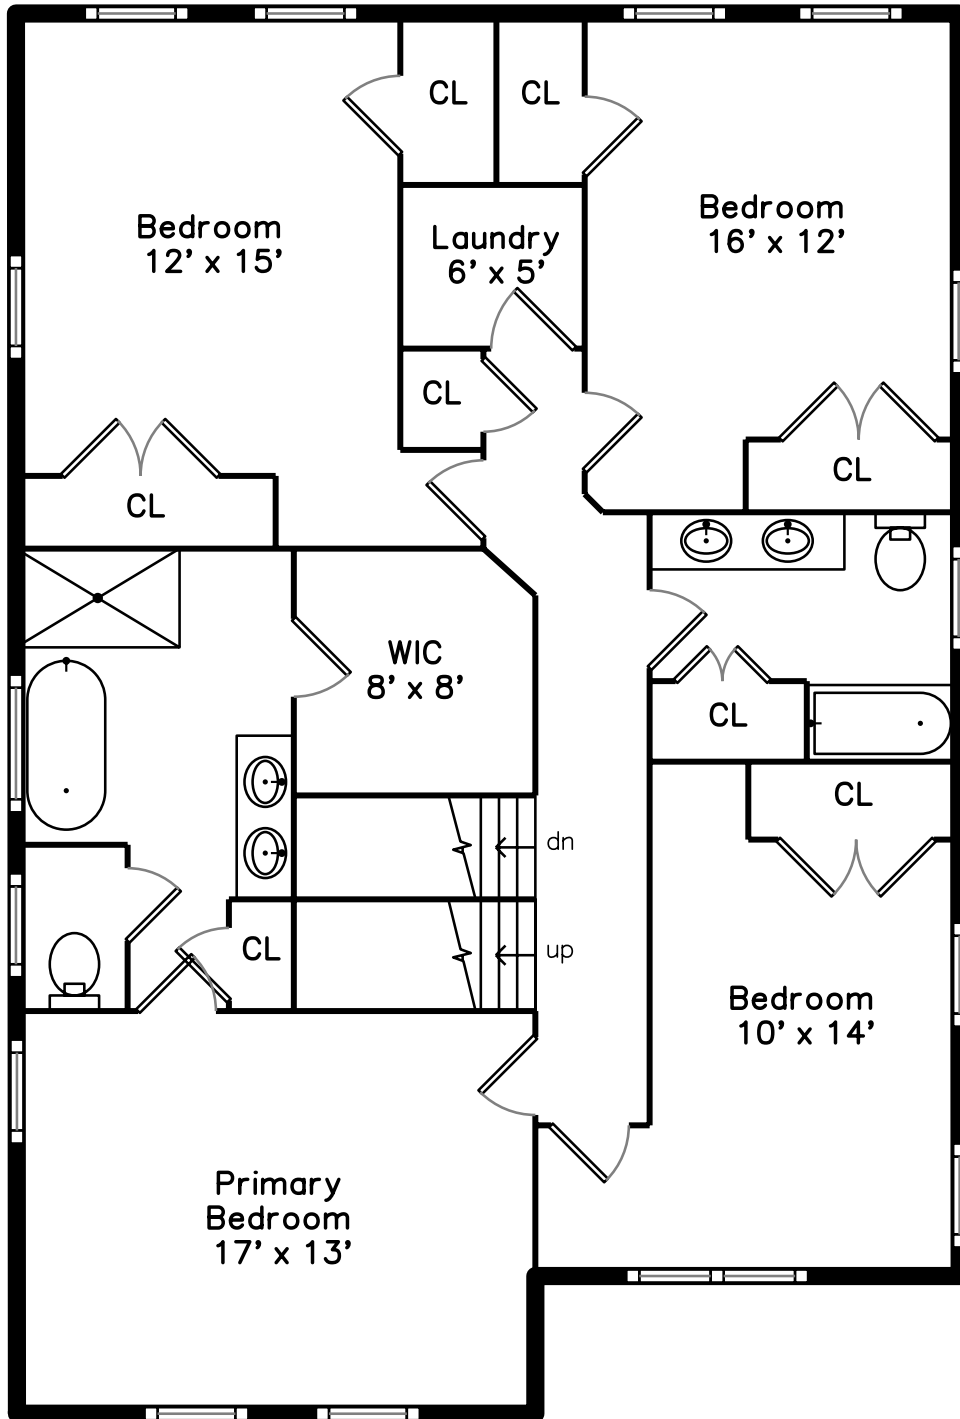 CL
CL
Bedroom
12' x 15'
Laundry
6' x 5'
Bedroom
16' x 12'
CL
CL
CL
WIC
8' x 8'
CL
CL
dn
up
CL
Bedroom
10' x 14'
Primary
Bedroom
17' x 13'